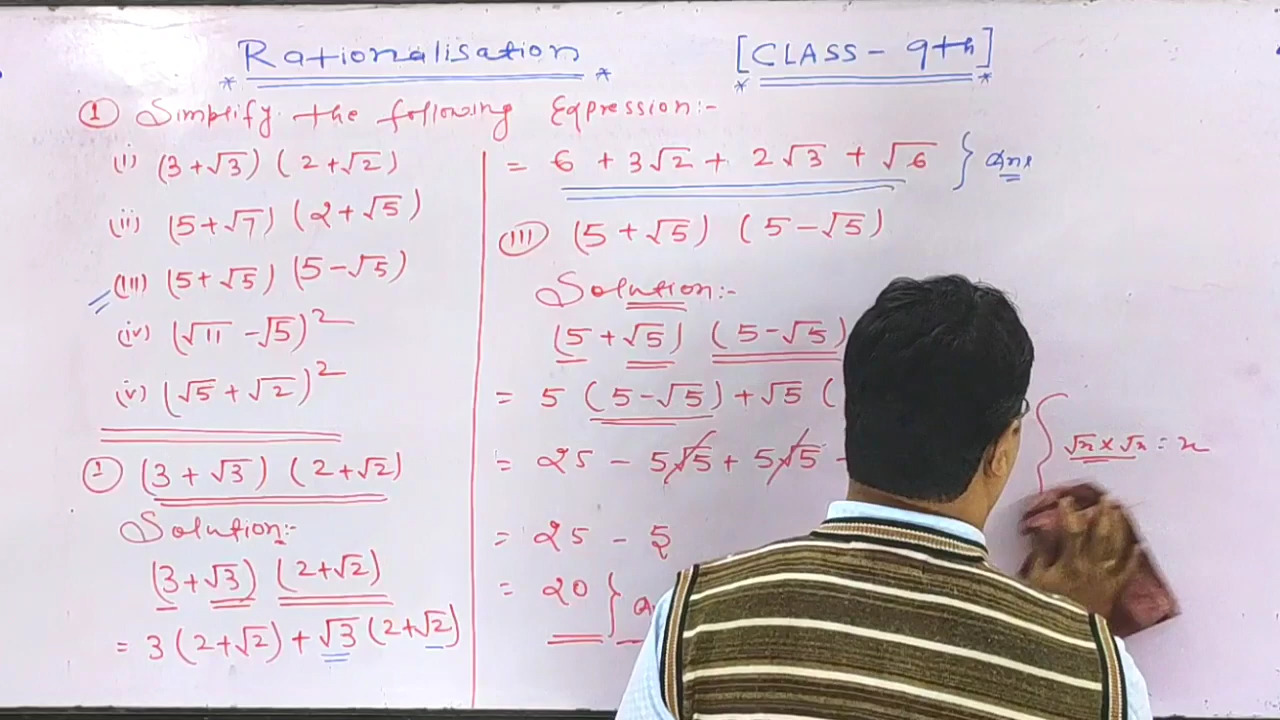 * Rationalisation *
* [CLASS - 9th] *
① Simplify the following Expression:-
(i) (3+√3) (2+√2)
(ii) (5+√7) (2+√5)
(iii) (5+√5) (5-√5)
(iv) (√11 - √5)²
(v) (√5 + √2)²
① (3+√3) (2+√2)
Solution:-
(3+√3) (2+√2)
= 3(2+√2) + √3(2+√2)
= 6 + 3√2 + 2√3 + √6 } Ans
(iii) (5+√5) (5-√5)
Solution:-
(5+√5) (5-√5)
= 5 (5-√5) + √5 (
= 25 - 5√5 + 5√5 -
{ √x × √x = x
= 25 - 5
= 20 }